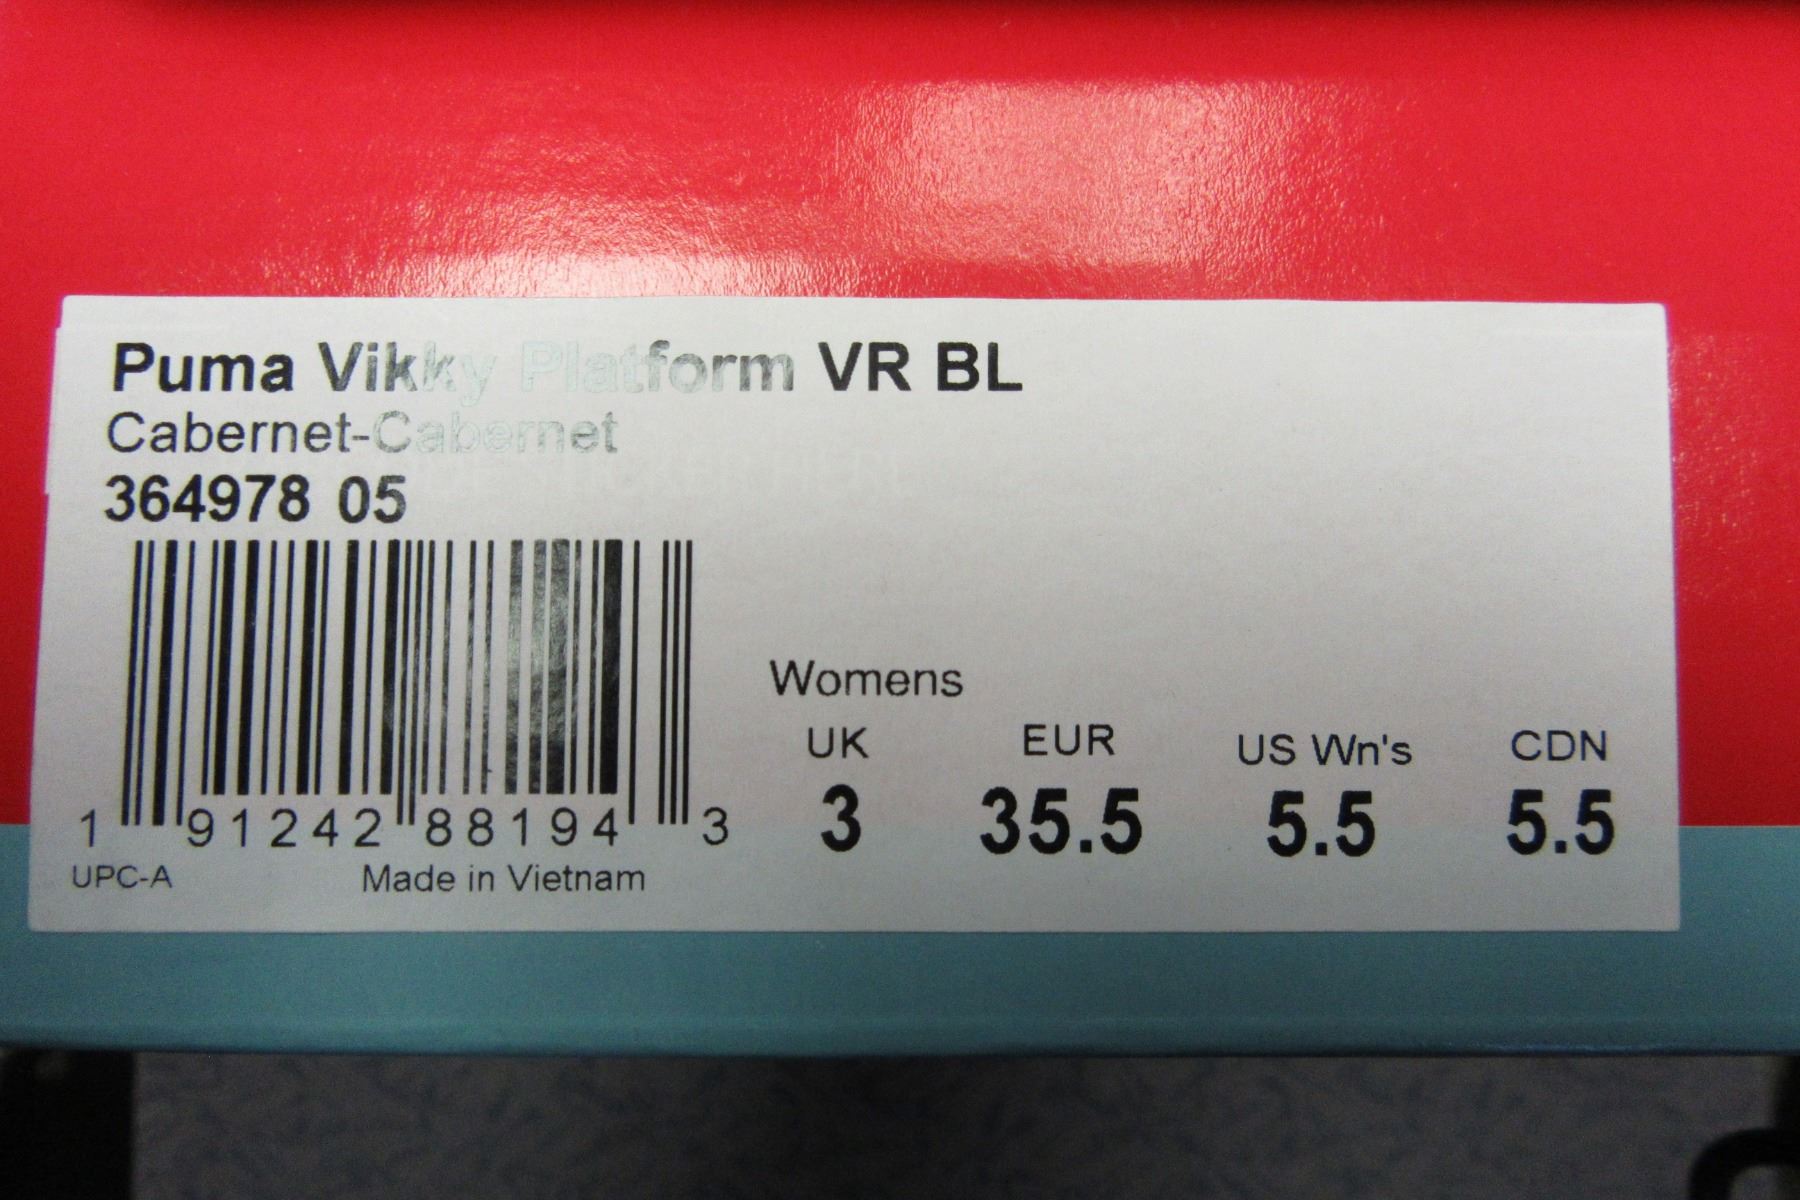 Puma Vikky Platform VR BL
Cabernet-Cabernet
364978 05
1 91242 88194 3
UPC-A Made in Vietnam
Womens
UK EUR US Wn's CDN
3 35.5 5.5 5.5